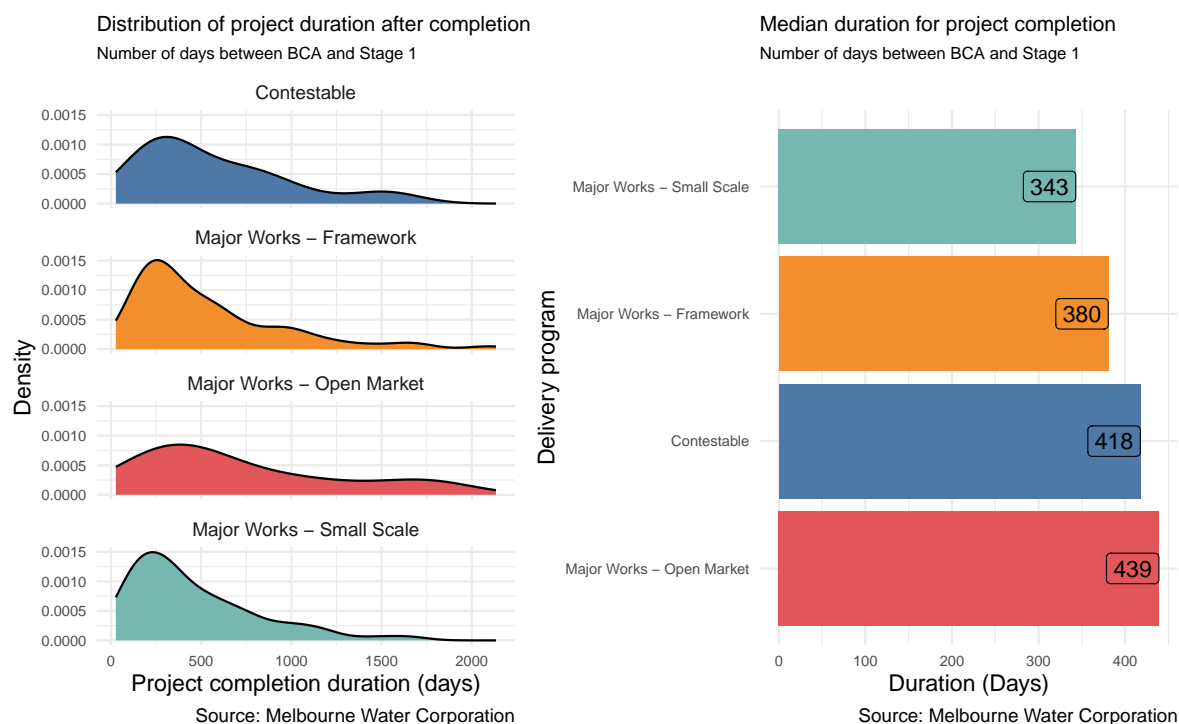 Distribution of project duration after completion
Number of days between BCA and Stage 1
Contestable
0.0015
0.0010
0.0005
0.0000
Major Works – Framework
0.0015
0.0010
0.0005
0.0000
Major Works – Open Market
0.0015
0.0010
0.0005
0.0000
Major Works – Small Scale
0.0015
0.0010
0.0005
0.0000
Density
0 500 1000 1500 2000
Project completion duration (days)
Source: Melbourne Water Corporation
Median duration for project completion
Number of days between BCA and Stage 1
Delivery program
Major Works – Small Scale 343
Major Works – Framework 380
Contestable 418
Major Works – Open Market 439
0 100 200 300 400
Duration (Days)
Source: Melbourne Water Corporation